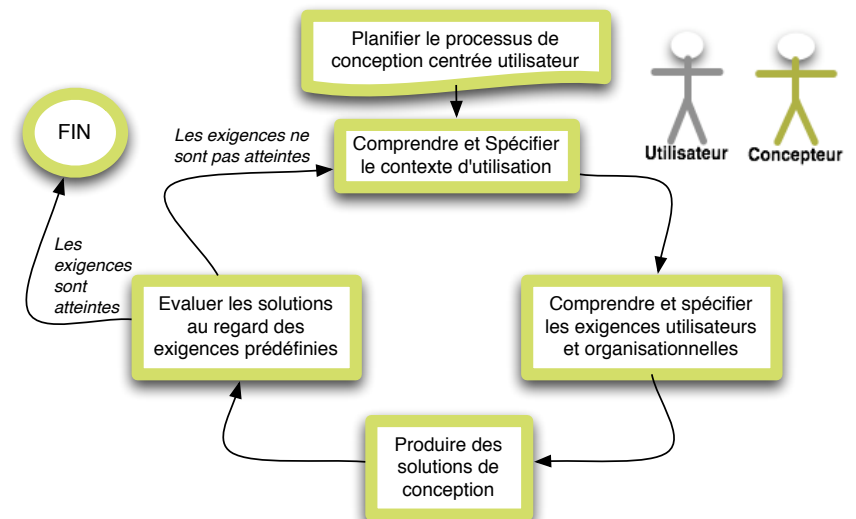 Planifier le processus de
conception centrée utilisateur
FIN
Les exigences ne
sont pas atteintes
Comprendre et Spécifier
le contexte d'utilisation
Utilisateur
Concepteur
Les
exigences
sont
atteintes
Evaluer les solutions
au regard des
exigences prédéfinies
Comprendre et spécifier
les exigences utilisateurs
et organisationnelles
Produire des
solutions de
conception